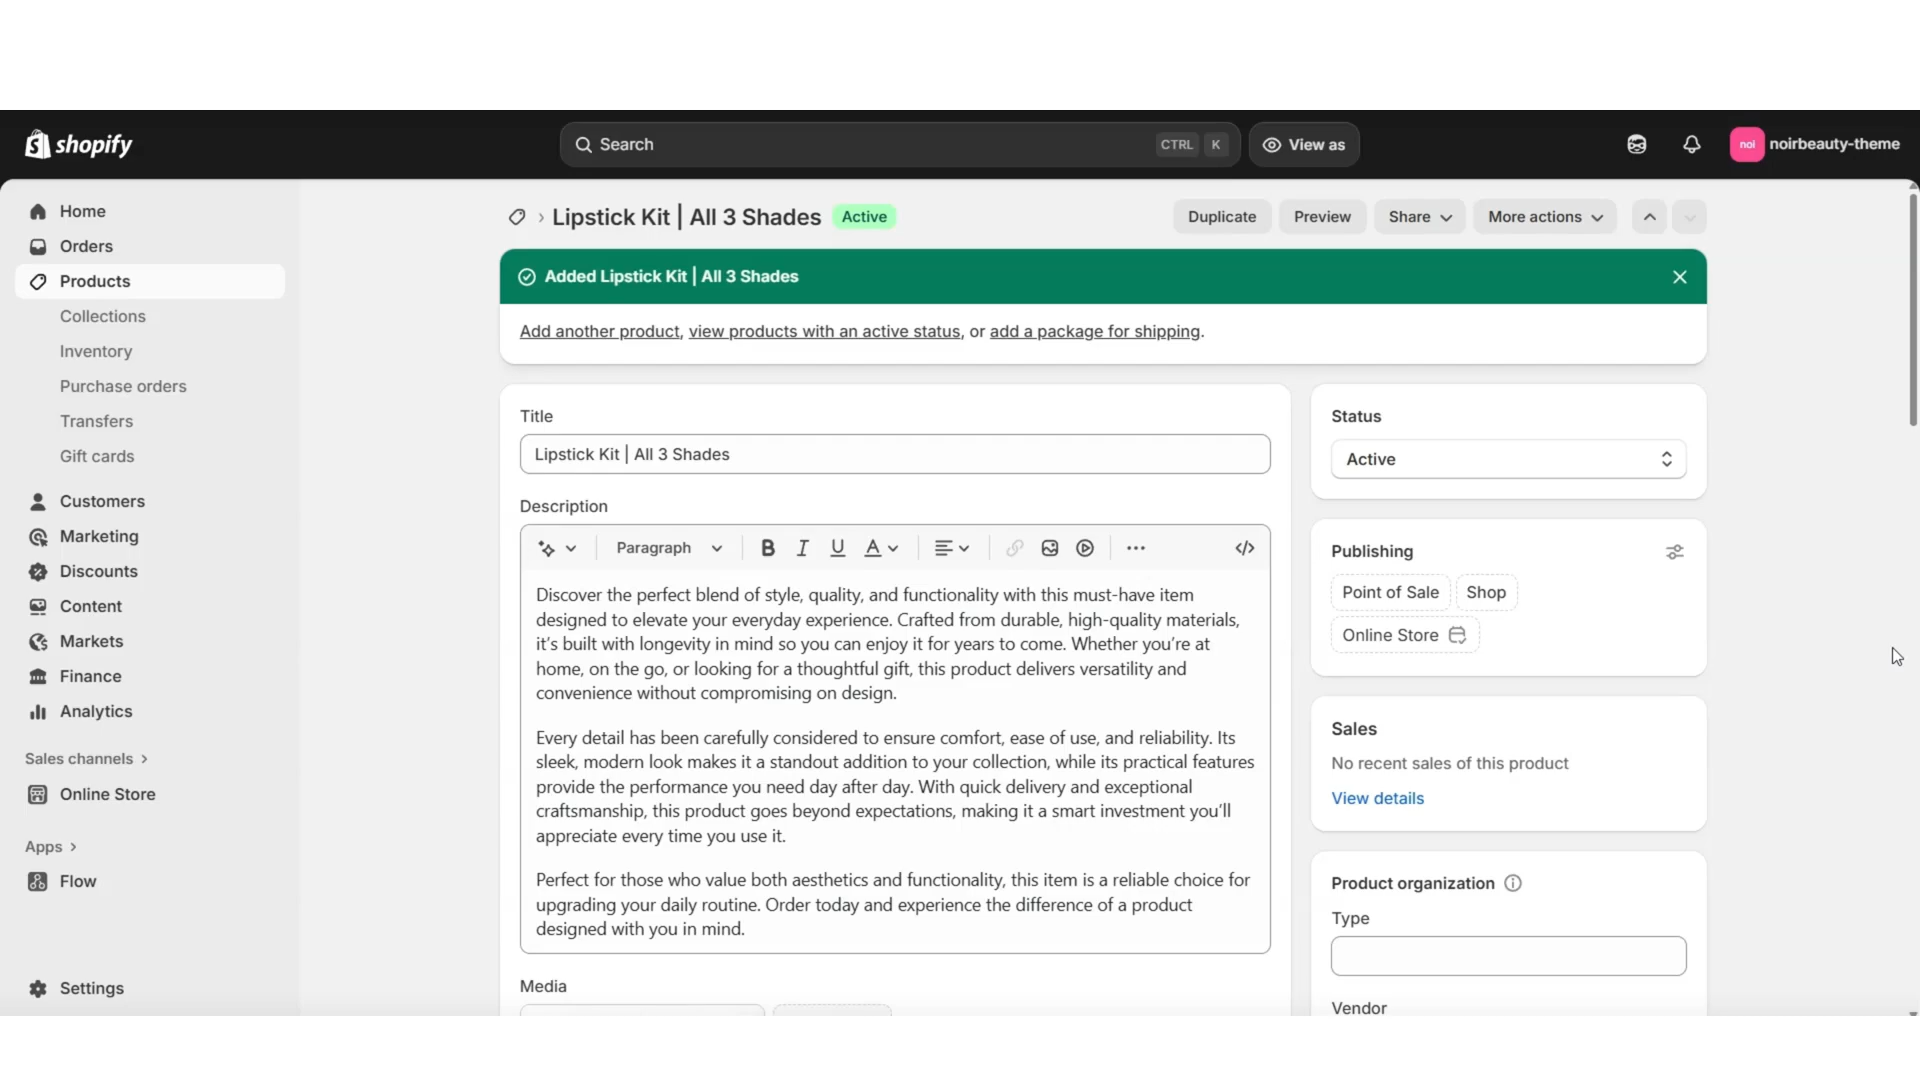 shopify
Search CTRL K
View as
noi noirbeauty-theme
Home
Orders
Products
Collections
Inventory
Purchase orders
Transfers
Gift cards
Customers
Marketing
Discounts
Content
Markets
Finance
Analytics
Sales channels
Online Store
Apps
Flow
Settings
Lipstick Kit | All 3 Shades Active
Duplicate Preview Share More actions
Added Lipstick Kit | All 3 Shades
Add another product, view products with an active status, or add a package for shipping.
Title
Lipstick Kit | All 3 Shades
Description
Paragraph B I U A
Discover the perfect blend of style, quality, and functionality with this must-have item
designed to elevate your everyday experience. Crafted from durable, high-quality materials,
it's built with longevity in mind so you can enjoy it for years to come. Whether you're at
home, on the go, or looking for a thoughtful gift, this product delivers versatility and
convenience without compromising on design.
Every detail has been carefully considered to ensure comfort, ease of use, and reliability. Its
sleek, modern look makes it a standout addition to your collection, while its practical features
provide the performance you need day after day. With quick delivery and exceptional
craftsmanship, this product goes beyond expectations, making it a smart investment you'll
appreciate every time you use it.
Perfect for those who value both aesthetics and functionality, this item is a reliable choice for
upgrading your daily routine. Order today and experience the difference of a product
designed with you in mind.
Media
Status
Active
Publishing
Point of Sale Shop
Online Store
Sales
No recent sales of this product
View details
Product organization
Type
Vendor